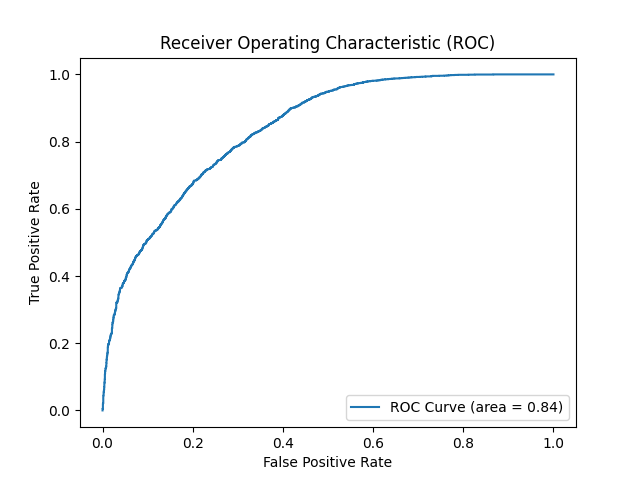 Receiver Operating Characteristic (ROC)
1.0
0.8
0.6
0.4
0.2
0.0
True Positive Rate
ROC Curve (area = 0.84)
0.0 0.2 0.4 0.6 0.8 1.0
False Positive Rate